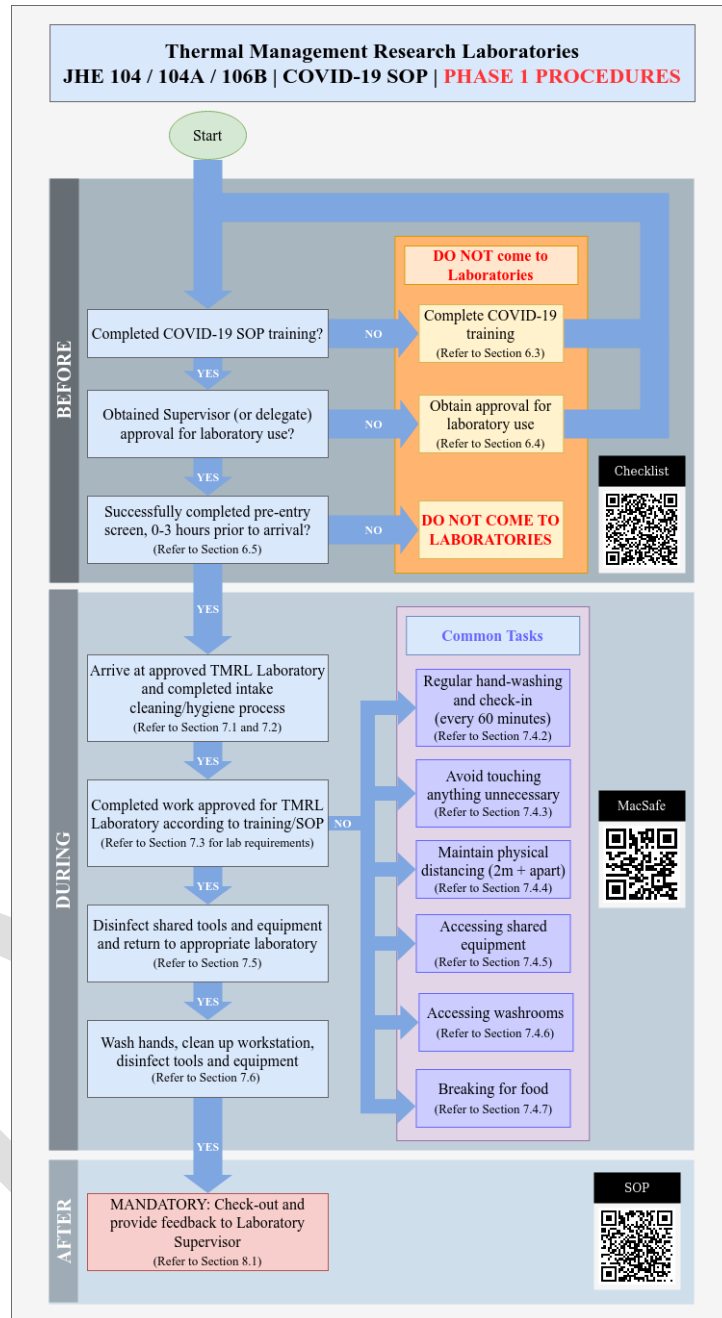 Thermal Management Research Laboratories
JHE 104 / 104A / 106B | COVID-19 SOP | PHASE 1 PROCEDURES
Start
BEFORE
DO NOT come to
Laboratories
Completed COVID-19 SOP training?
NO
Complete COVID-19
training
(Refer to Section 6.3)
YES
Obtained Supervisor (or delegate)
approval for laboratory use?
NO
Obtain approval for
laboratory use
(Refer to Section 6.4)
YES
Successfully completed pre-entry
screen, 0-3 hours prior to arrival?
(Refer to Section 6.5)
NO
DO NOT COME TO
LABORATORIES
Checklist
YES
DURING
Common Tasks
Arrive at approved TMRL Laboratory
and completed intake
cleaning/hygiene process
(Refer to Section 7.1 and 7.2)
YES
Completed work approved for TMRL
Laboratory according to training/SOP
(Refer to Section 7.3 for lab requirements)
NO
Regular hand-washing
and check-in
(every 60 minutes)
(Refer to Section 7.4.2)
Avoid touching
anything unnecessary
(Refer to Section 7.4.3)
Maintain physical
distancing (2m + apart)
(Refer to Section 7.4.4)
Accessing shared
equipment
(Refer to Section 7.4.5)
Accessing washrooms
(Refer to Section 7.4.6)
Breaking for food
(Refer to Section 7.4.7)
MacSafe
YES
Disinfect shared tools and equipment
and return to appropriate laboratory
(Refer to Section 7.5)
YES
Wash hands, clean up workstation,
disinfect tools and equipment
(Refer to Section 7.6)
YES
AFTER
MANDATORY: Check-out and
provide feedback to Laboratory
Supervisor
(Refer to Section 8.1)
SOP